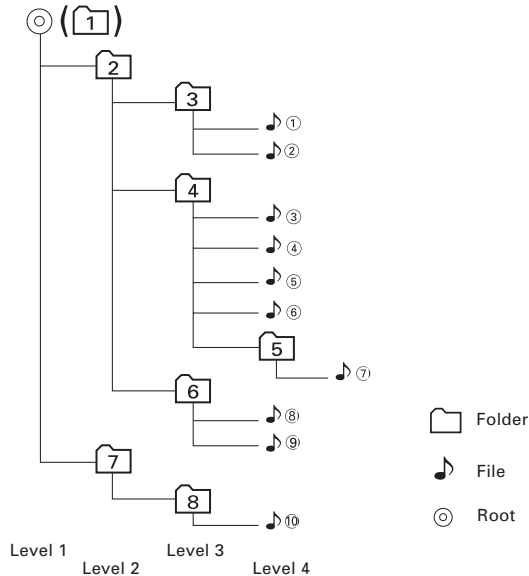 (1)
2
3
①
②
4
③
④
⑤
⑥
5
⑦
6
⑧
⑨
7
8
⑩
Folder
File
Root
Level 1
Level 2
Level 3
Level 4